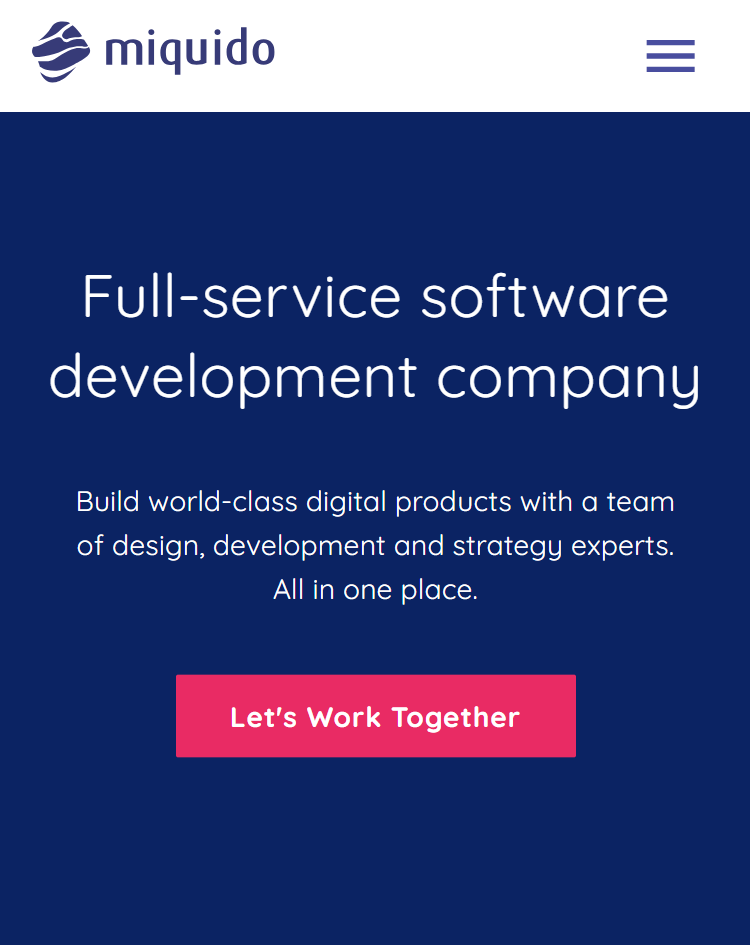 miquido
Full-service software
development company
Build world-class digital products with a team
of design, development and strategy experts.
All in one place.
Let's Work Together